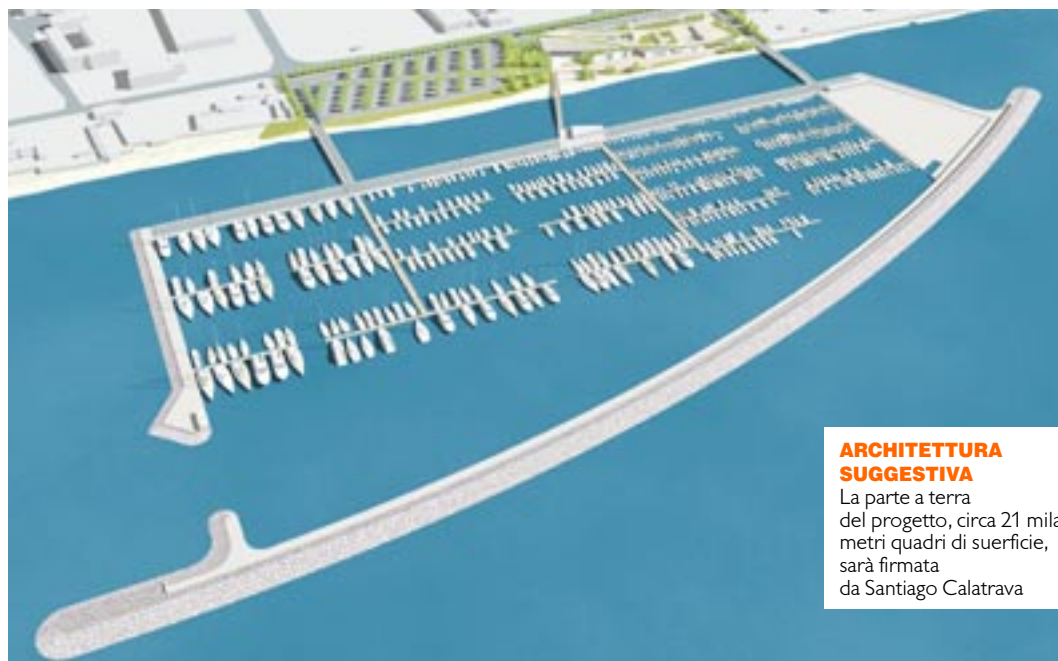 ARCHITETTURA
SUGGESTIVA
La parte a terra
del progetto, circa 21 mila
metri quadri di suerficie,
sarà firmata
da Santiago Calatrava